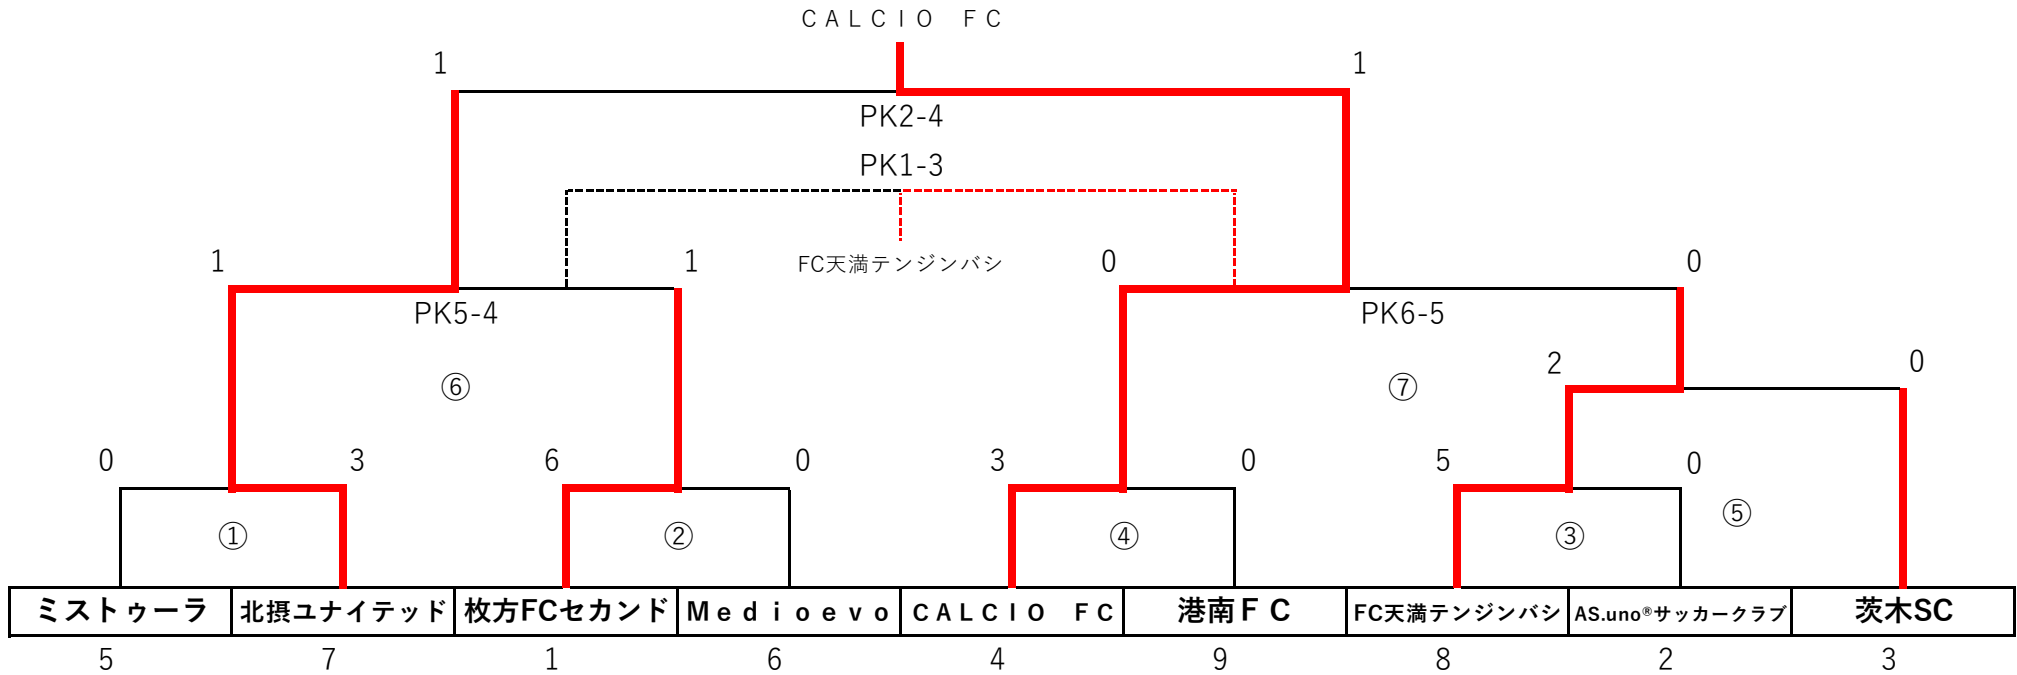 ＣＡＬＣＩＯ　ＦＣ
1 1
PK2-4
PK1-3
1 1 FC天満テンジンバシ 0 0
PK5-4 PK6-5
2 0
⑥ ⑦
0 3 6 0 3 0 5 0
⑤
① ② ④ ③
ミストゥーラ 北摂ユナイテッド 枚方FCセカンド Ｍｅｄｉｏｅｖｏ ＣＡＬＣＩＯ　ＦＣ 港南ＦＣ FC天満テンジンバシ AS.uno®サッカークラブ 茨木SC
5 7 1 6 4 9 8 2 3